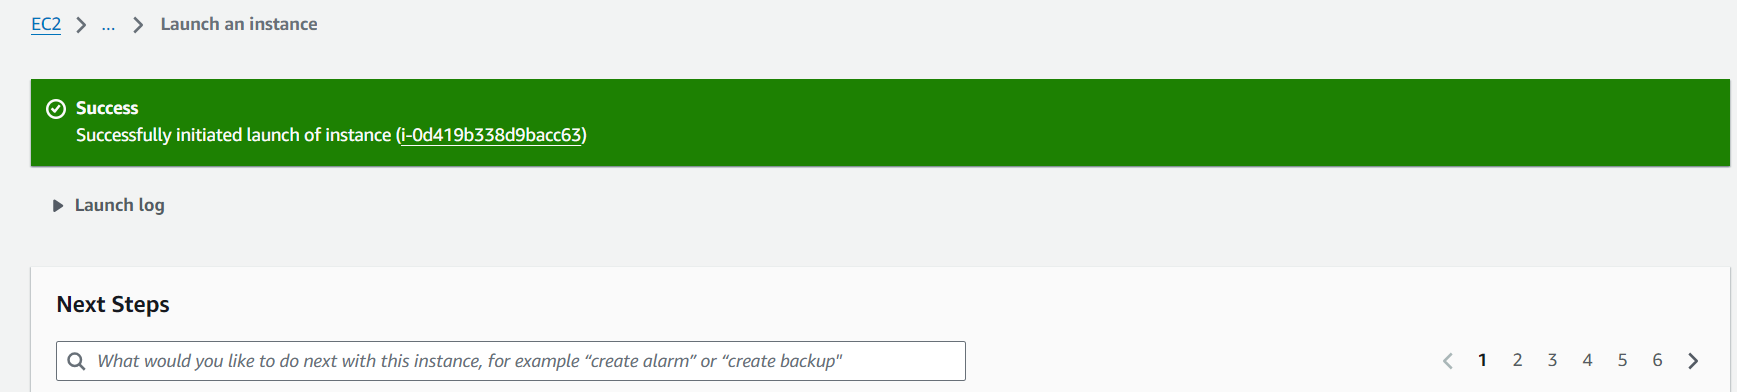 EC2 > ... > Launch an instance
Success
Successfully initiated launch of instance (i-0d419b338d9bacc63)
Launch log
Next Steps
What would you like to do next with this instance, for example “create alarm” or “create backup"
1 2 3 4 5 6